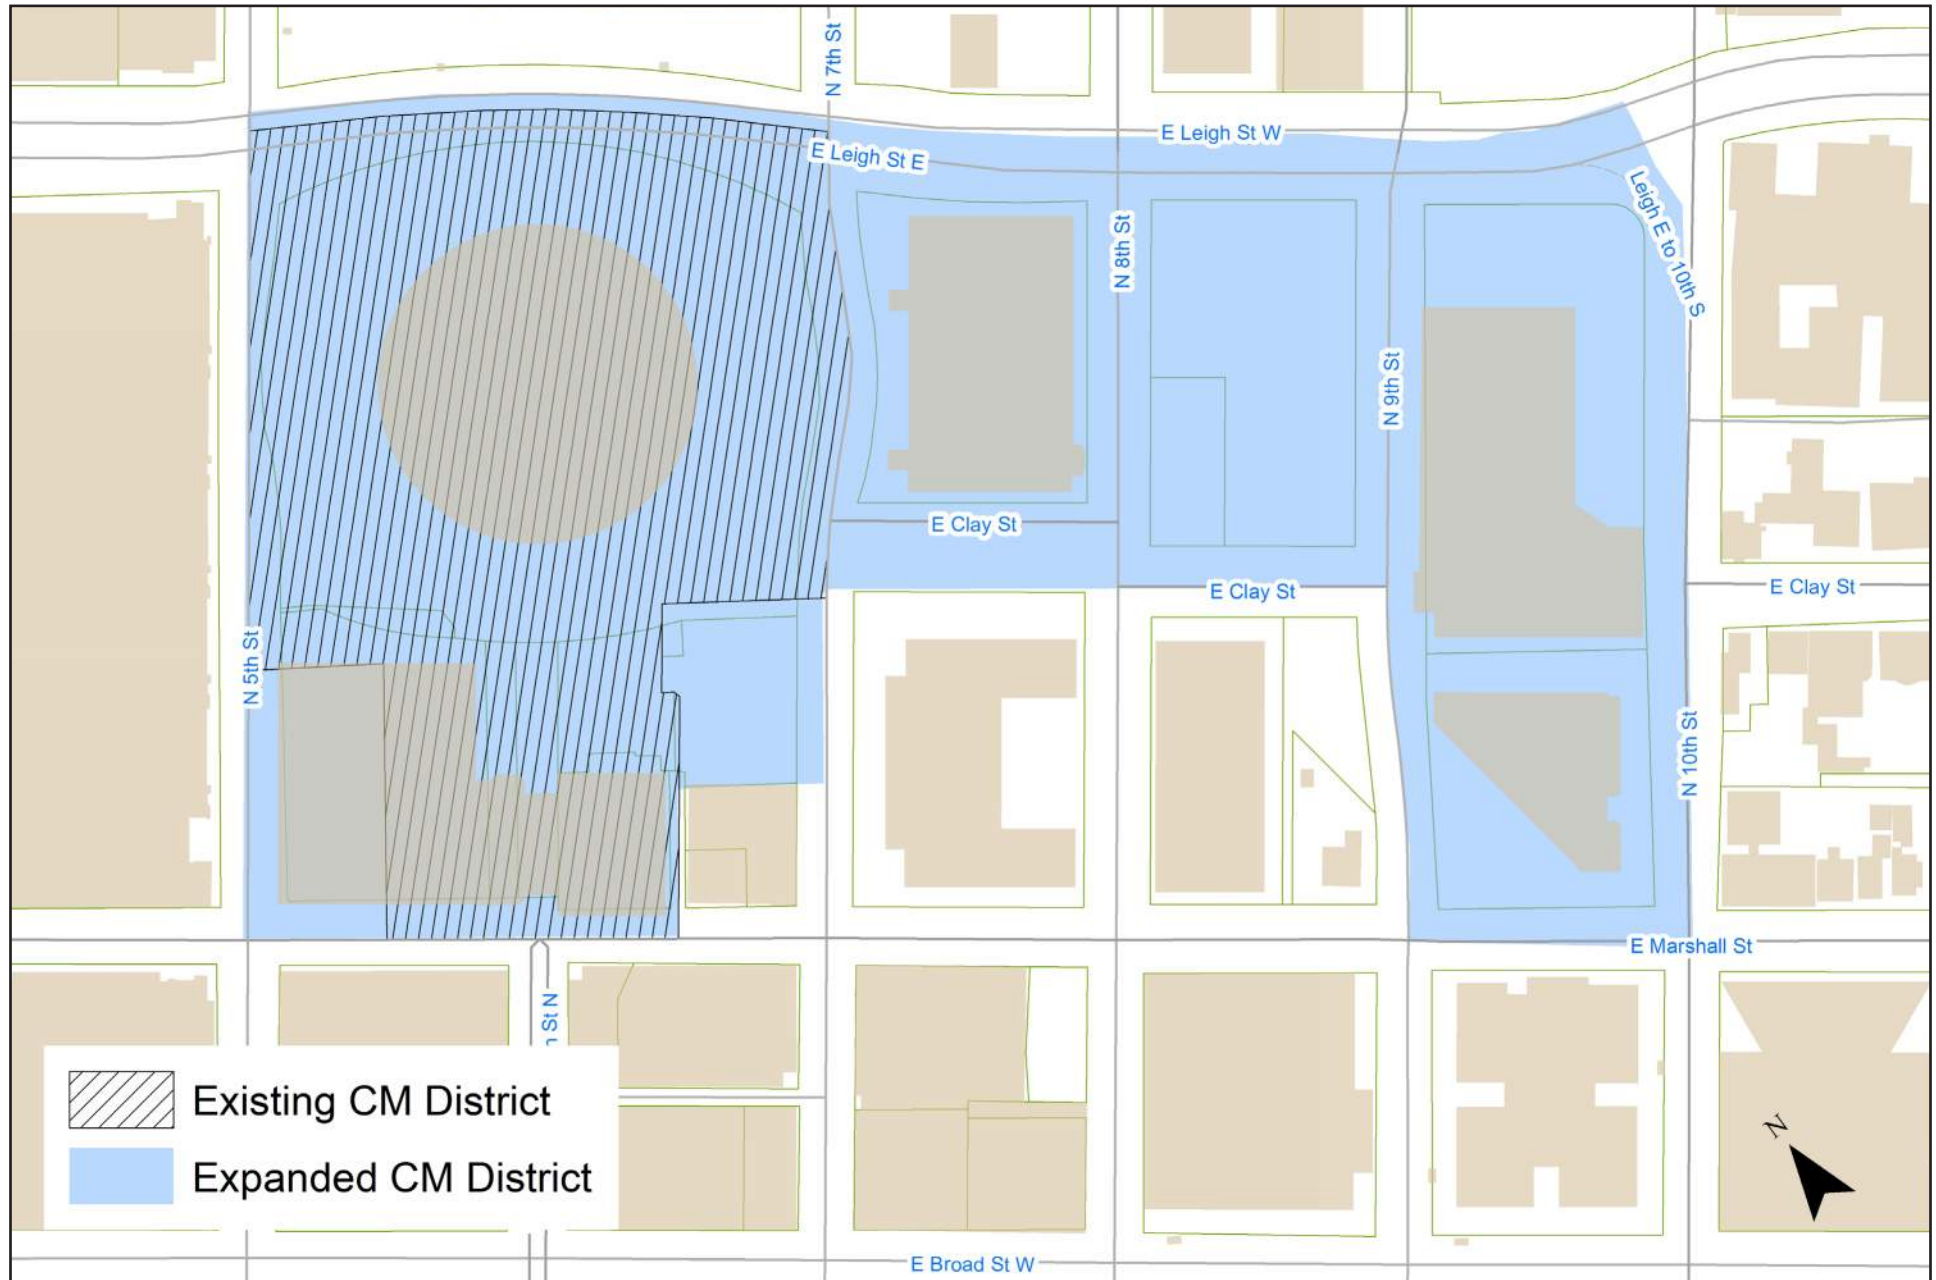 N 7th St
E Leigh St W
E Leigh St E
Leigh E to 10th S
N 8th St
N 9th St
E Clay St
E Clay St
E Clay St
N 5th St
N 10th St
E Marshall St
St N
Existing CM District
Expanded CM District
N
E Broad St W